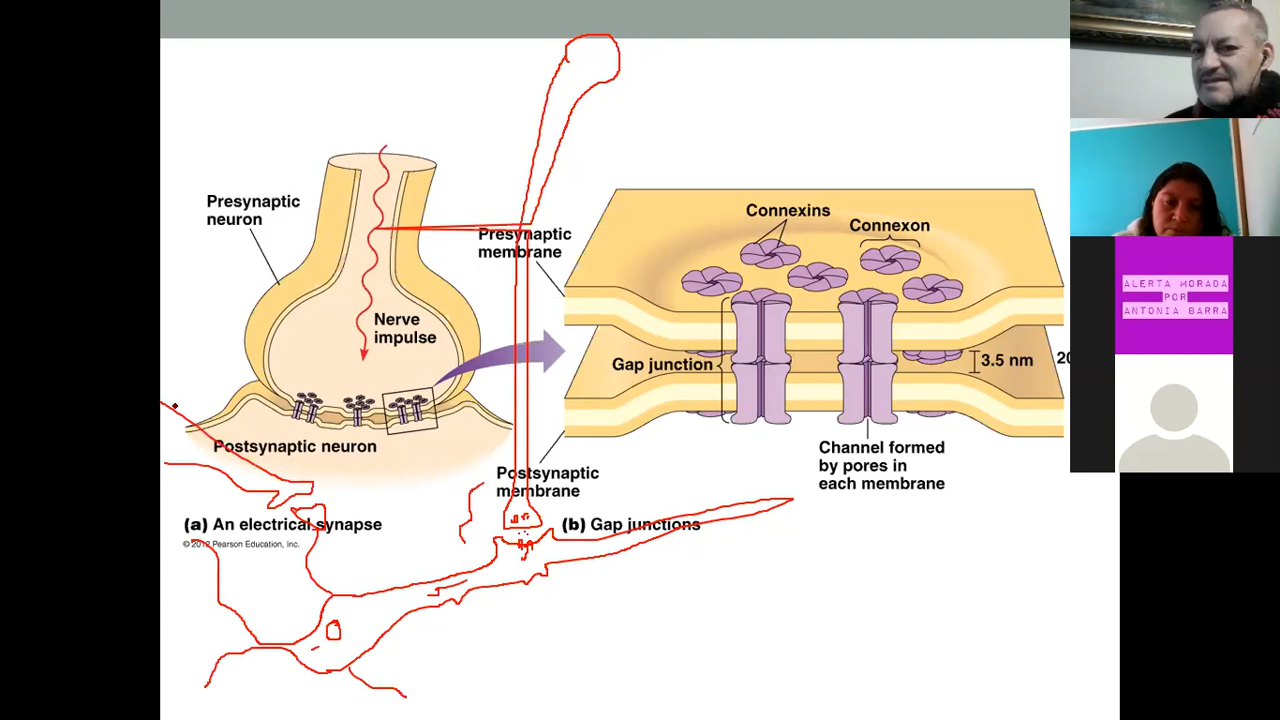 Presynaptic
neuron
Nerve
impulse
Postsynaptic neuron
(a) An electrical synapse
© 2012 Pearson Education, Inc.
Presynaptic
membrane
Connexins
Connexon
Gap junction
3.5 nm
20
Postsynaptic
membrane
Channel formed
by pores in
each membrane
(b) Gap junctions
ALERTA MORADA
POR
ANTONIA BARRA